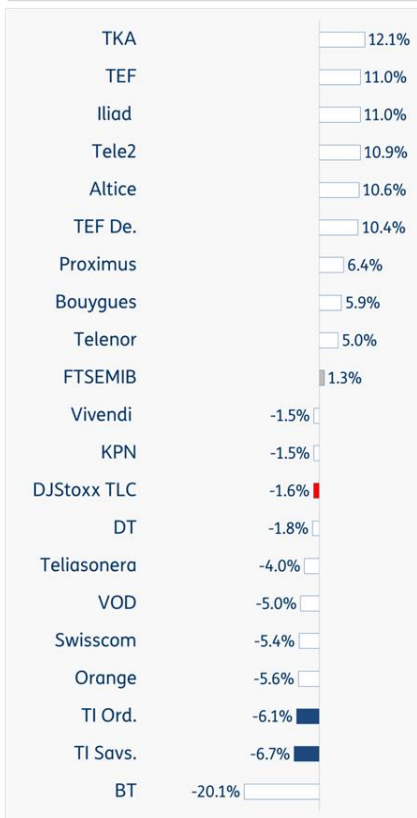 TKA 12.1%
TEF 11.0%
Iliad 11.0%
Tele2 10.9%
Altice 10.6%
TEF De. 10.4%
Proximus 6.4%
Bouygues 5.9%
Telenor 5.0%
FTSEMIB 1.3%
Vivendi -1.5%
KPN -1.5%
DJStoxx TLC -1.6%
DT -1.8%
Teliasonera -4.0%
VOD -5.0%
Swisscom -5.4%
Orange -5.6%
TI Ord. -6.1%
TI Savs. -6.7%
BT -20.1%